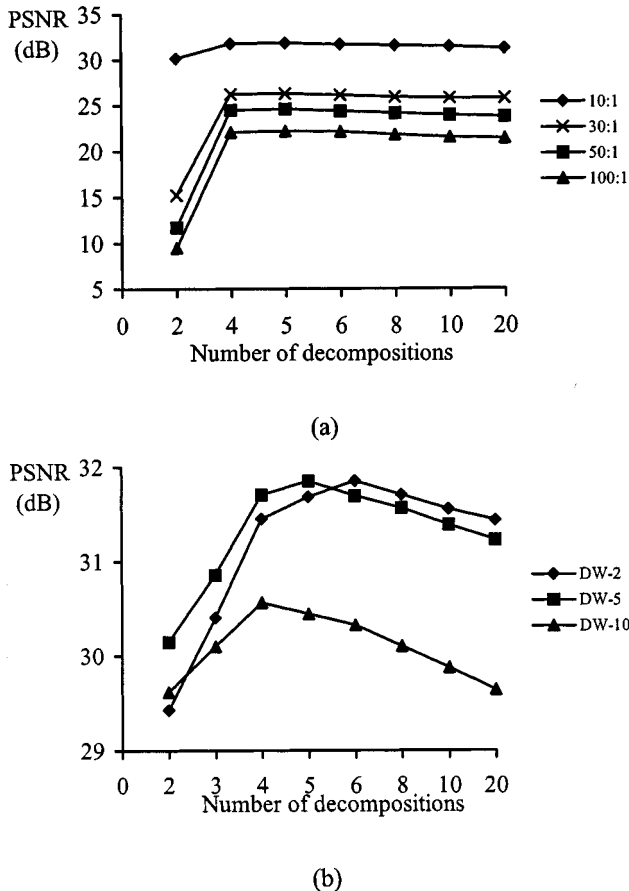 PSNR
(dB)
35
30
25
20
15
10
5
0 2 4 5 6 8 10 20
Number of decompositions
10:1
30:1
50:1
100:1
(a)
PSNR
(dB)
32
31
30
29
0 2 3 4 5 6 8 10 20
Number of decompositions
DW-2
DW-5
DW-10
(b)